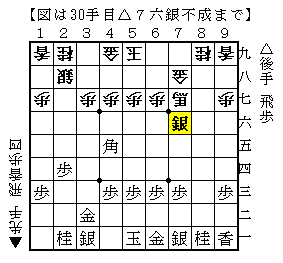 【図は30手目△７六銀不成まで】
1 2 3 4 5 6 7 8 9
香 桂 金 玉 桂 香 九
銀 金 八
歩 歩 歩 歩 歩 馬 歩 歩 七
銀 六
角 五
歩 四
歩 歩 歩 歩 歩 歩 三
金 二
桂 銀 玉 金 銀 桂 香 一
△後手 飛歩
▲先手 飛香歩四